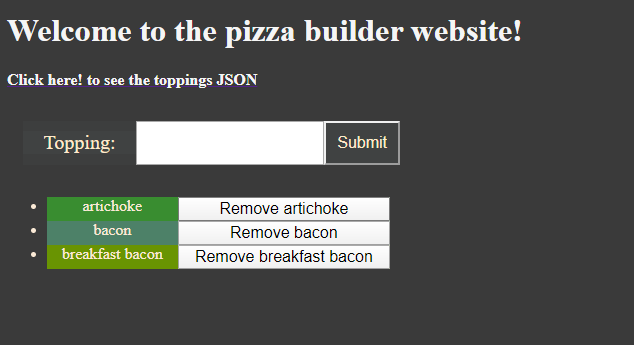 Welcome to the pizza builder website!
Click here! to see the toppings JSON
Topping: Submit
artichoke Remove artichoke
bacon Remove bacon
breakfast bacon Remove breakfast bacon